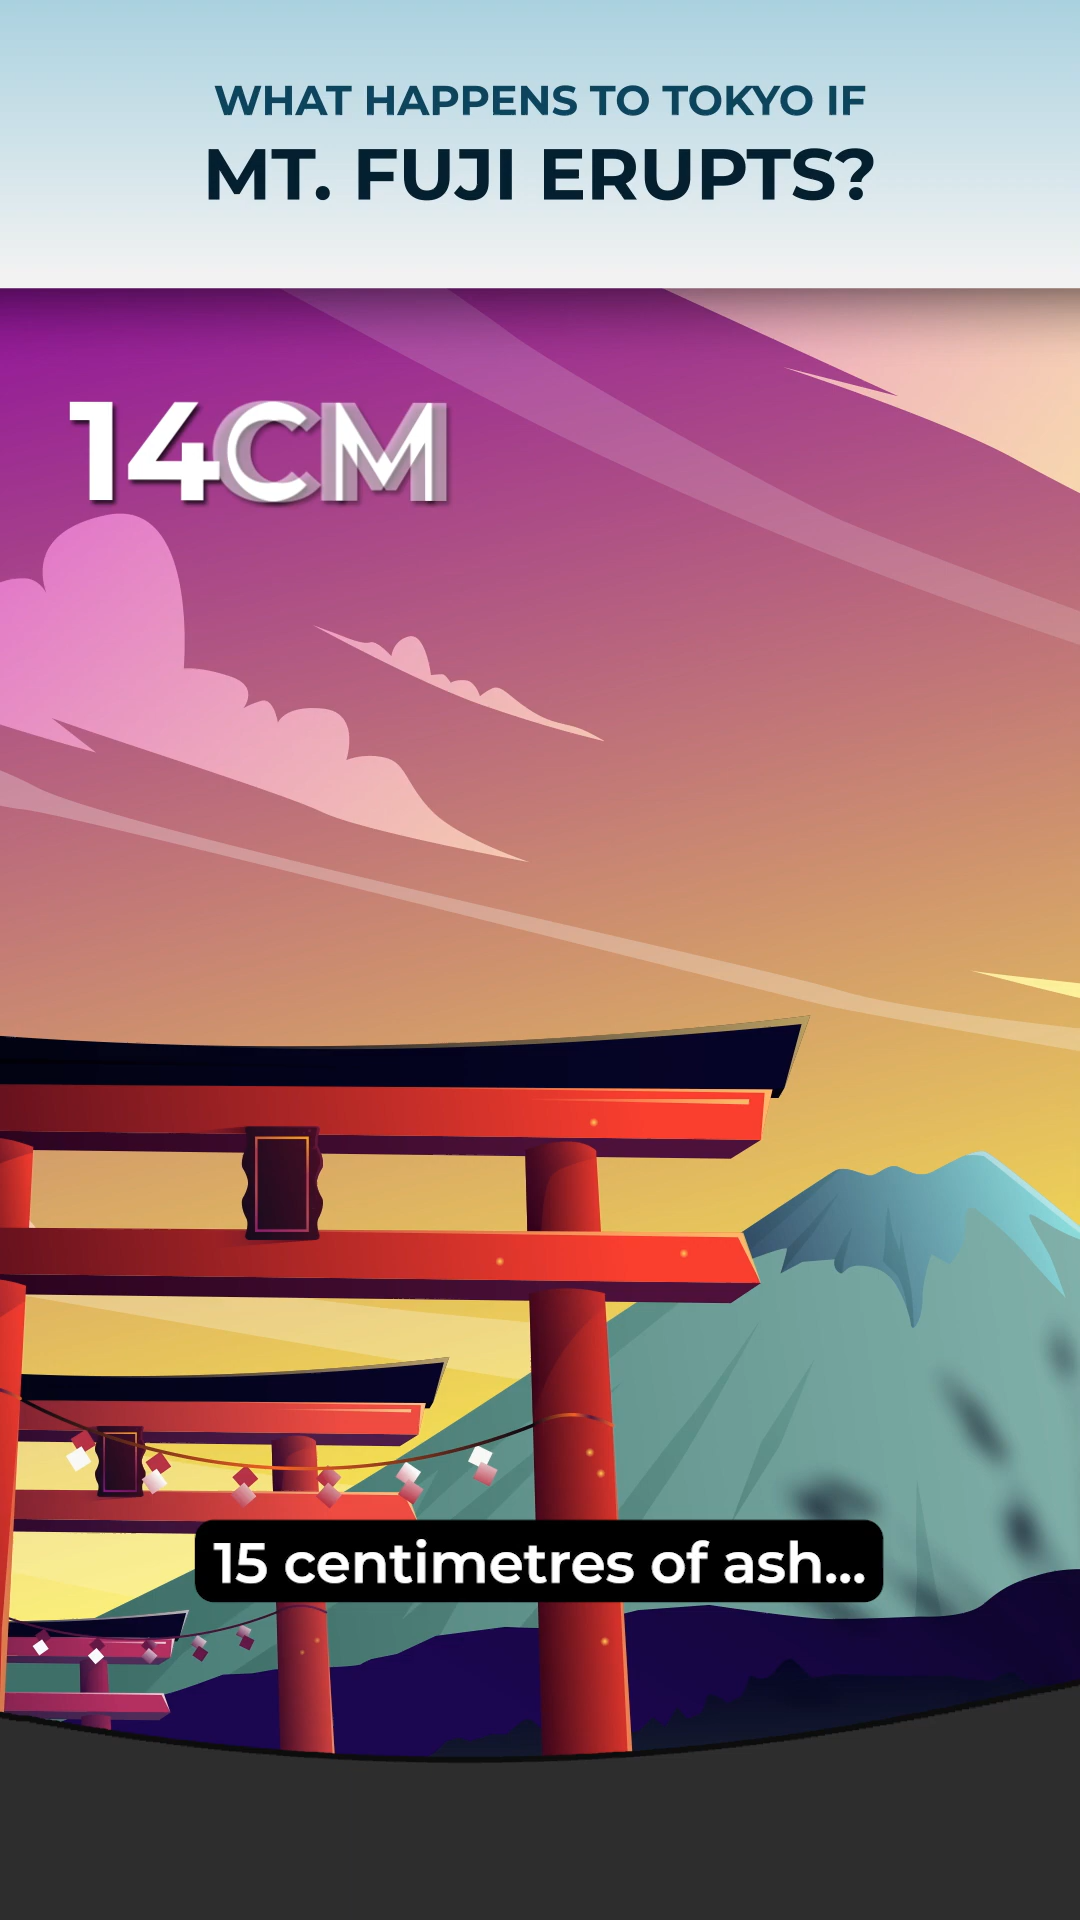 WHAT HAPPENS TO TOKYO IF
MT. FUJI ERUPTS?
14CM
15 centimetres of ash...